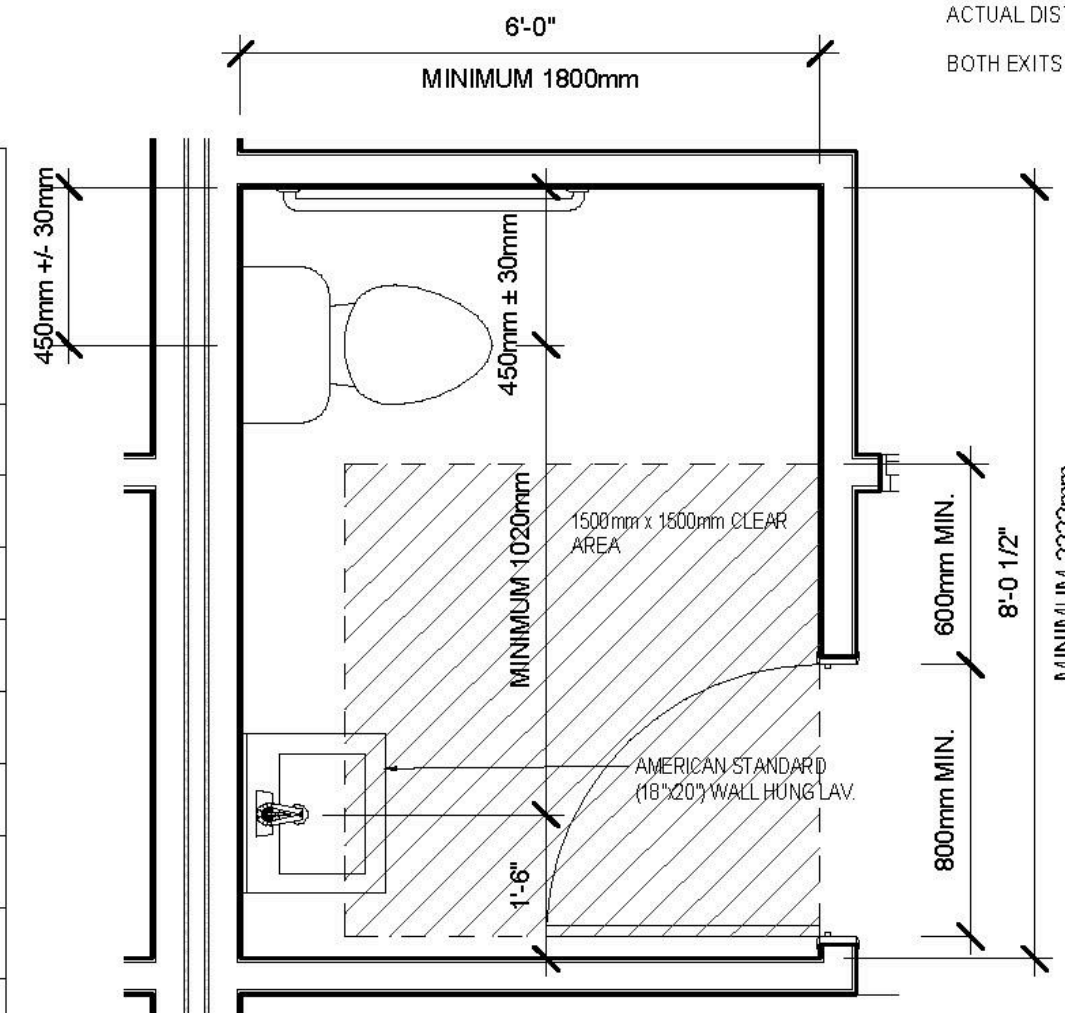 6'-0"
MINIMUM 1800mm
ACTUAL
BOTH EXITS
450mm +/- 30mm
450mm ± 30mm
MINIMUM 1020mm
1500mm x 1500mm CLEAR
AREA
600mm MIN.
8'-0 1/2"
AMERICAN STANDARD
(18"x20") WALL HUNG LAV.
800mm MIN.
1'-6"
MINIMUM